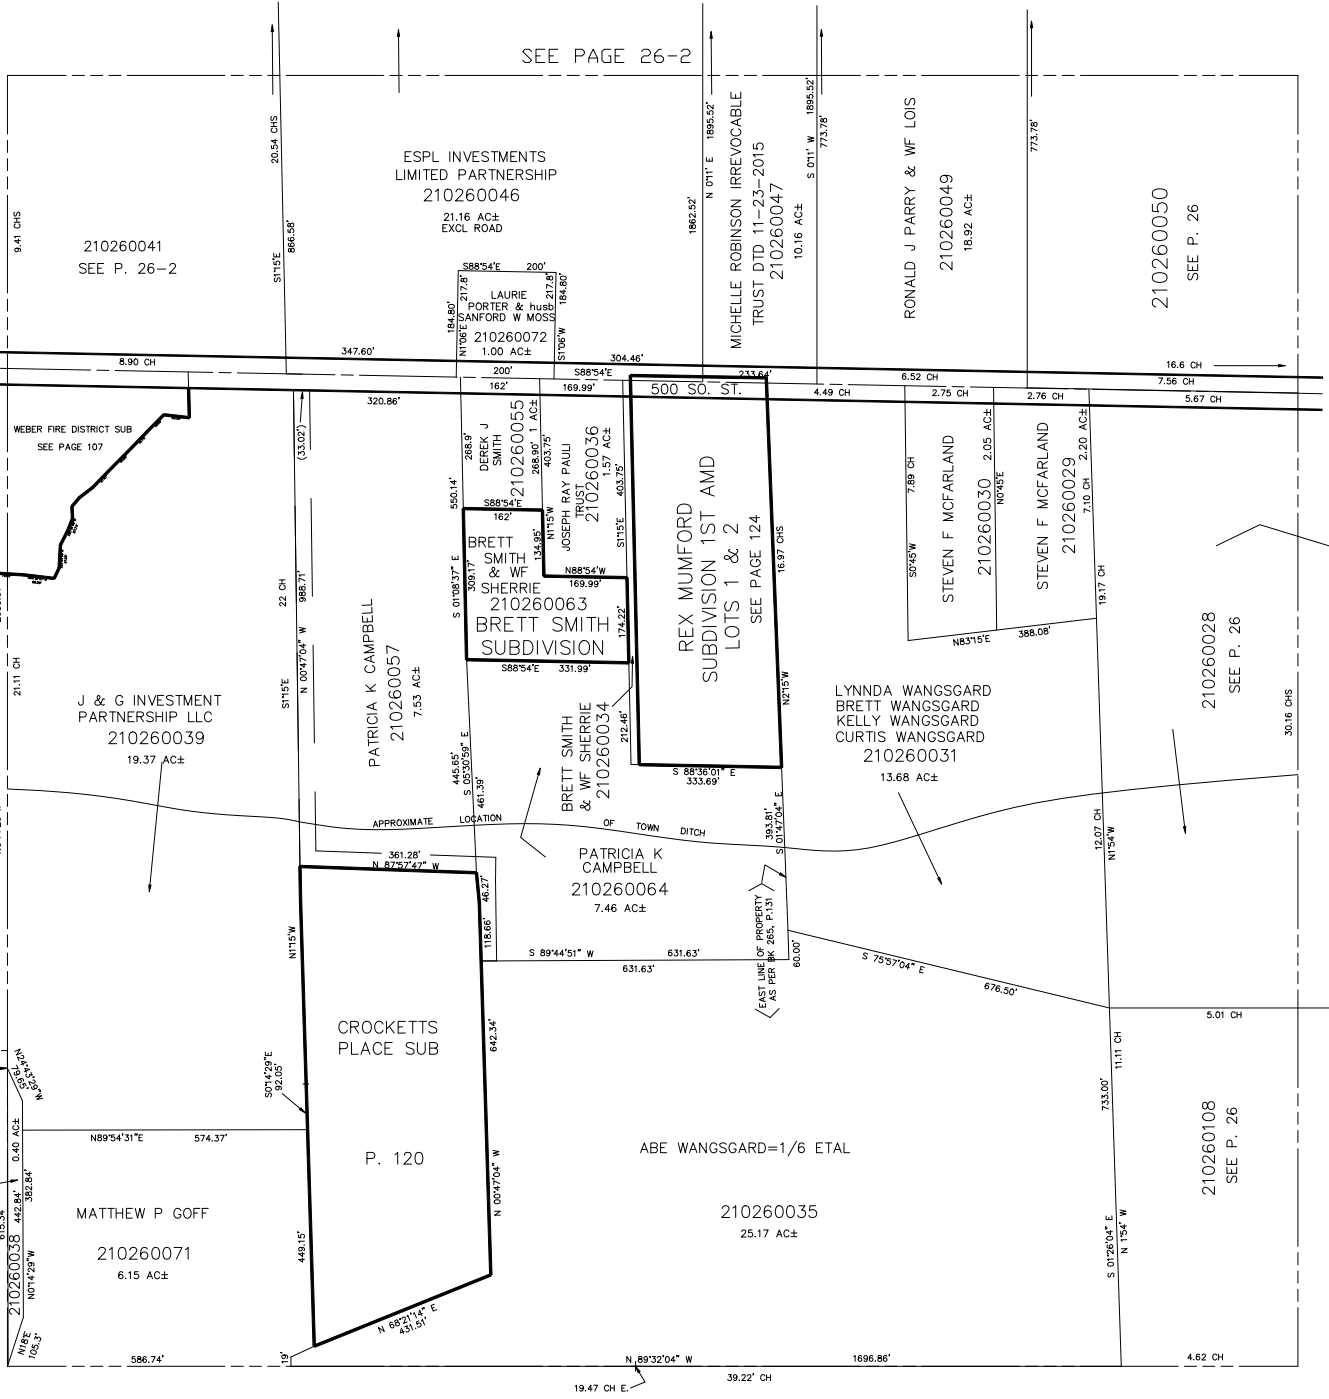 SEE PAGE 26-2
9.41 CHS
210260041
SEE P. 26-2
20.54 CHS
S1°15'E
866.58'
ESPL INVESTMENTS
LIMITED PARTNERSHIP
210260046
21.16 AC±
EXCL ROAD
S88°54'E 200'
217.8'
184.80'
N1°06'E
LAURIE
PORTER & husb
SANFORD W MOSS
210260072
1.00 AC±
217.8'
184.80'
S1°06'W
1862.52'
N 0°11' E 1895.52'
MICHELLE ROBINSON IRREVOCABLE
TRUST DTD 11-23-2015
210260047
10.16 AC±
S 0°11' W 1895.52'
773.78'
RONALD J PARRY & WF LOIS
210260049
18.92 AC±
773.78'
210260050
SEE P. 26
8.90 CH
347.60'
200'
S88°54'E
304.46'
233.64'
6.52 CH
16.6 CH
7.56 CH
320.86'
162'
169.99'
500 SO. ST.
4.49 CH
2.75 CH
2.76 CH
5.67 CH
WEBER FIRE DISTRICT SUB
SEE PAGE 107
(33.02')
22 CH
988.71'
N 00°47'04" W
S1°15'E
21.11 CH
J & G INVESTMENT
PARTNERSHIP LLC
210260039
19.37 AC±
PATRICIA K CAMPBELL
210260057
7.53 AC±
550.14'
268.9'
DEREK J
SMITH
210260055
1 AC±
268.90'
403.75'
N1°15'W
JOSEPH RAY PAULI
TRUST
210260036
1.57 AC±
403.75'
S1°15'E
S88°54'E
162'
S 01°08'37" E
309.17'
134.95'
BRETT
SMITH
& WF
SHERRIE
210260063
BRETT SMITH
SUBDIVISION
N88°54'W
169.99'
174.22'
S88°54'E 331.99'
REX MUMFORD
SUBDIVISION 1ST AMD
LOTS 1 & 2
SEE PAGE 124
16.97 CHS
N2°15'W
S 88°36'01" E
333.69'
7.89 CH
S0°45'W
STEVEN F MCFARLAND
210260030
2.05 AC±
N0°45'E
STEVEN F MCFARLAND
210260029
2.20 AC±
7.10 CH
N83°15'E 388.08'
19.17 CH
210260028
SEE P. 26
30.16 CHS
LYNNDA WANGSGARD
BRETT WANGSGARD
KELLY WANGSGARD
CURTIS WANGSGARD
210260031
13.68 AC±
BRETT SMITH
& WF SHERRIE
210260034
212.46'
445.65'
S 05°30'59" E
461.39'
APPROXIMATE LOCATION OF TOWN DITCH
361.28'
N 87°57'47" W
46.27'
118.66'
PATRICIA K
CAMPBELL
210260064
7.46 AC±
393.81'
S 01°47'04" E
EAST LINE OF PROPERTY
AS PER BK 265, P.131
60.00'
S 89°44'51" W 631.63'
631.63'
S 75°57'04" E
676.50'
12.07 CH
N1°54'W
5.01 CH
11.11 CH
733.00'
N1°15'W
CROCKETTS
PLACE SUB
P. 120
642.34'
N 00°47'04" W
S0°14'29"E
92.05'
449.15'
N 68°21'14" E
431.51'
N24°43'29"W
79.65'
N89°54'31"E 574.37'
0.40 AC±
382.84'
442.84'
210260038
N0°14'29"W
N18°E
105.3'
615.34
MATTHEW P GOFF
210260071
6.15 AC±
ABE WANGSGARD=1/6 ETAL
210260035
25.17 AC±
210260108
SEE P. 26
S 01°26'04" E
N 1°54' W
586.74'
19'
N 89°32'04" W
1696.86'
4.62 CH
39.22' CH
19.47 CH E.